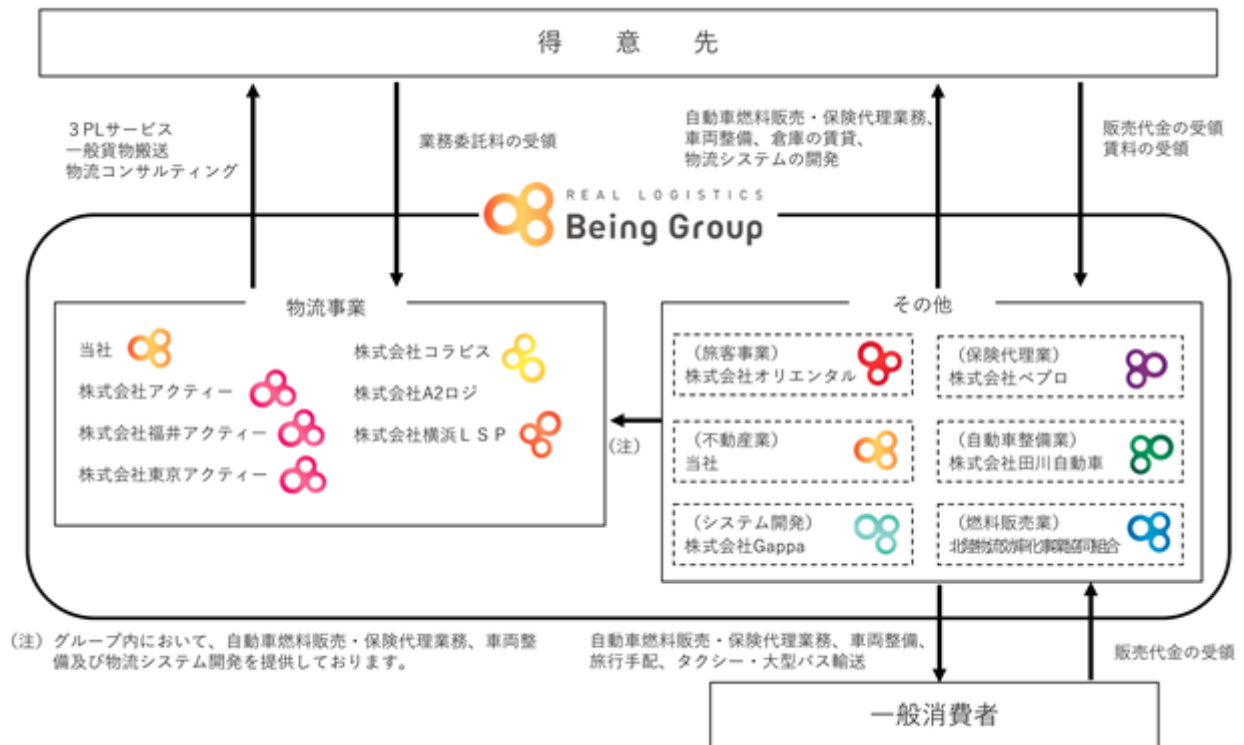 得 意 先
3PLサービス
一般貨物搬送
物流コンサルティング
業務委託料の受領
自動車燃料販売・保険代理業務、
車両整備、倉庫の賃貸、
物流システムの開発
販売代金の受領
賃料の受領
REAL LOGISTICS
Being Group
物流事業
当社
株式会社アクティー
株式会社福井アクティー
株式会社東京アクティー
株式会社コラビス
株式会社A2ロジ
株式会社横浜LSP
(注)
その他
(旅客事業)
株式会社オリエンタル
(保険代理業)
株式会社ベプロ
(不動産業)
当社
(自動車整備業)
株式会社田川自動車
(システム開発)
株式会社Gappa
(燃料販売業)
北陸物流効率化事業協同組合
(注) グループ内において、自動車燃料販売・保険代理業務、車両整
備及び物流システム開発を提供しております。
自動車燃料販売・保険代理業務、車両整備、
旅行手配、タクシー・大型バス輸送
販売代金の受領
一般消費者